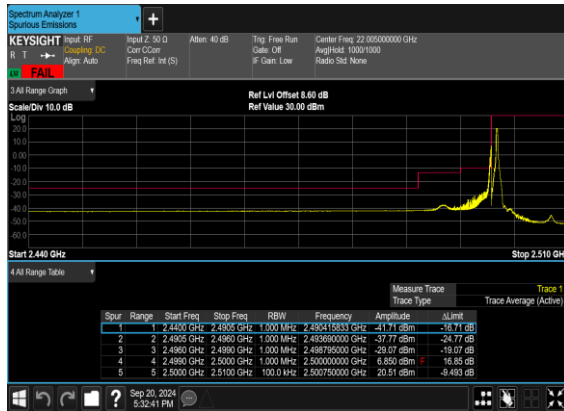 Spectrum Analyzer 1
Spurious Emissions
KEYSIGHT Input: RF Input Z: 50 Ω Atten: 40 dB Trig: Free Run Center Freq: 22.005000000 GHz
R T Coupling: DC Corr CCorr Gate: Off Avg|Hold: 1000/1000
Align: Auto Freq Ref: Int (S) IF Gain: Low Radio Std: None
LW FAIL
3 All Range Graph
Ref Lvl Offset 8.60 dB
Scale/Div 10.0 dB Ref Value 30.00 dBm
Log
20.0
10.0
0.00
-10.0
-20.0
-30.0
-40.0
-50.0
-60.0
Start 2.440 GHz Stop 2.510 GH
4 All Range Table
Measure Trace Trace 1
Trace Type Trace Average (Active)
Spur Range Start Freq Stop Freq RBW Frequency Amplitude ΔLimit
1 1 2.4400 GHz 2.4905 GHz 1.000 MHz 2.490415833 GHz -41.71 dBm -16.71 dB
2 2 2.4905 GHz 2.4960 GHz 1.000 MHz 2.493690000 GHz -37.77 dBm -24.77 dB
3 3 2.4960 GHz 2.4990 GHz 1.000 MHz 2.498795000 GHz -29.07 dBm -19.07 dB
4 4 2.4990 GHz 2.5000 GHz 1.000 MHz 2.500000000 GHz 6.850 dBm F 16.85 dB
5 5 2.5000 GHz 2.5100 GHz 100.0 kHz 2.500750000 GHz 20.51 dBm -9.493 dB
Sep 20, 2024
5:32:41 PM